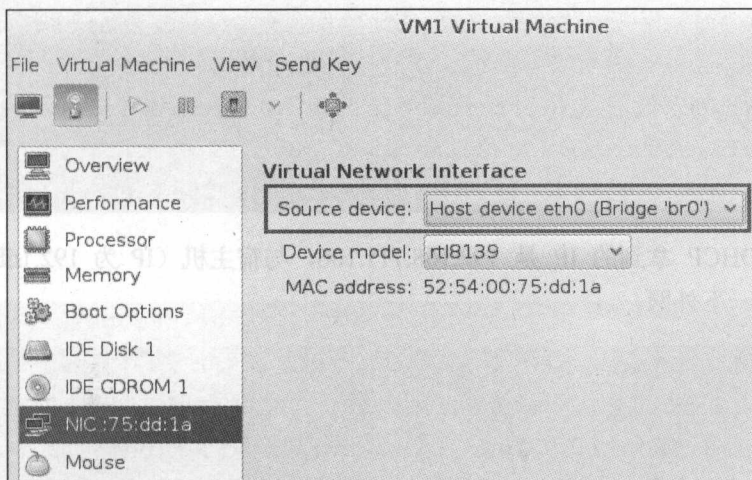 VM1 Virtual Machine
File Virtual Machine View Send Key
Overview
Performance
Processor
Memory
Boot Options
IDE Disk 1
IDE CDROM 1
NIC :75:dd:1a
Mouse
Virtual Network Interface
Source device: Host device eth0 (Bridge 'br0')
Device model: rtl8139
MAC address: 52:54:00:75:dd:1a